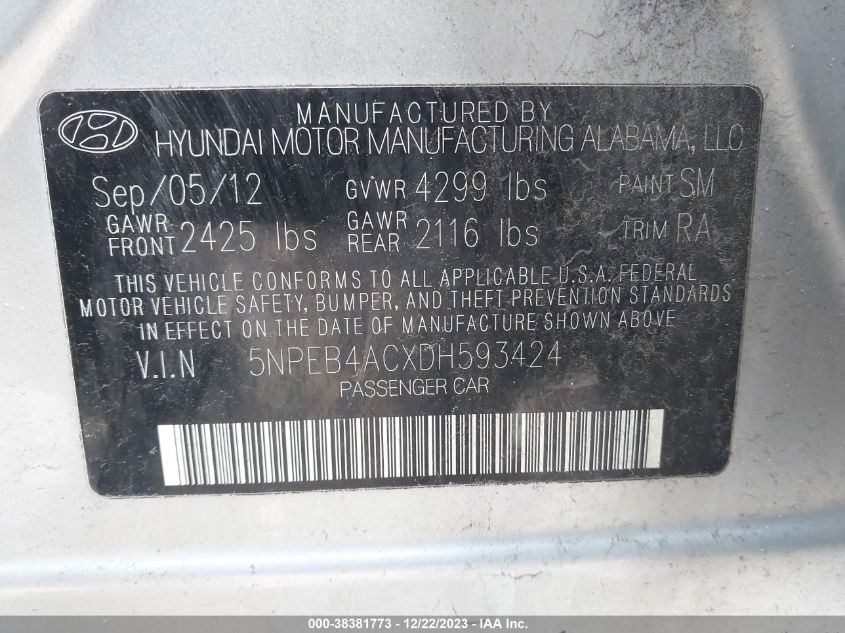 MANUFACTURED BY
HYUNDAI MOTOR MANUFACTURING ALABAMA, LLC
Sep/05/12 GVWR 4299 lbs PAINT SM
GAWR FRONT 2425 lbs GAWR REAR 2116 lbs TRIM RA
THIS VEHICLE CONFORMS TO ALL APPLICABLE U.S.A. FEDERAL
MOTOR VEHICLE SAFETY, BUMPER, AND THEFT PREVENTION STANDARDS
IN EFFECT ON THE DATE OF MANUFACTURE SHOWN ABOVE
V.I.N 5NPEB4ACXDH593424
PASSENGER CAR
000-38381773 - 12/22/2023 - IAA Inc.